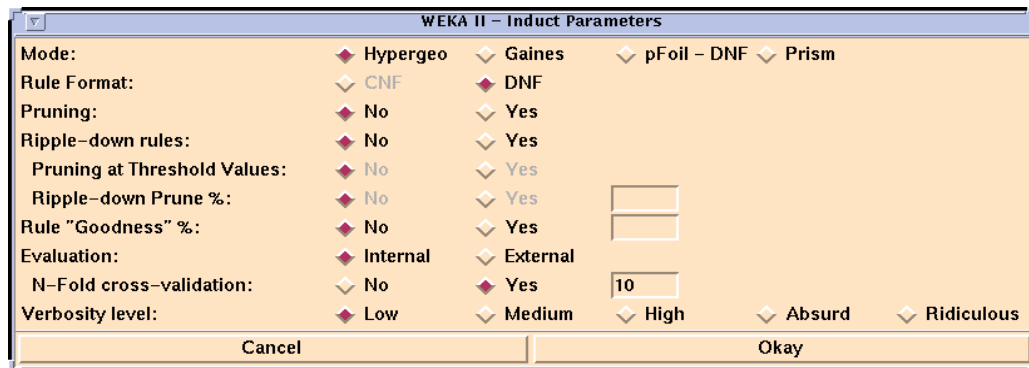 WEKA II – Induct Parameters
Mode: Hypergeo Gaines pFoil – DNF Prism
Rule Format: CNF DNF
Pruning: No Yes
Ripple–down rules: No Yes
Pruning at Threshold Values: No Yes
Ripple–down Prune %: No Yes
Rule "Goodness" %: No Yes
Evaluation: Internal External
N–Fold cross–validation: No Yes 10
Verbosity level: Low Medium High Absurd Ridiculous
Cancel Okay